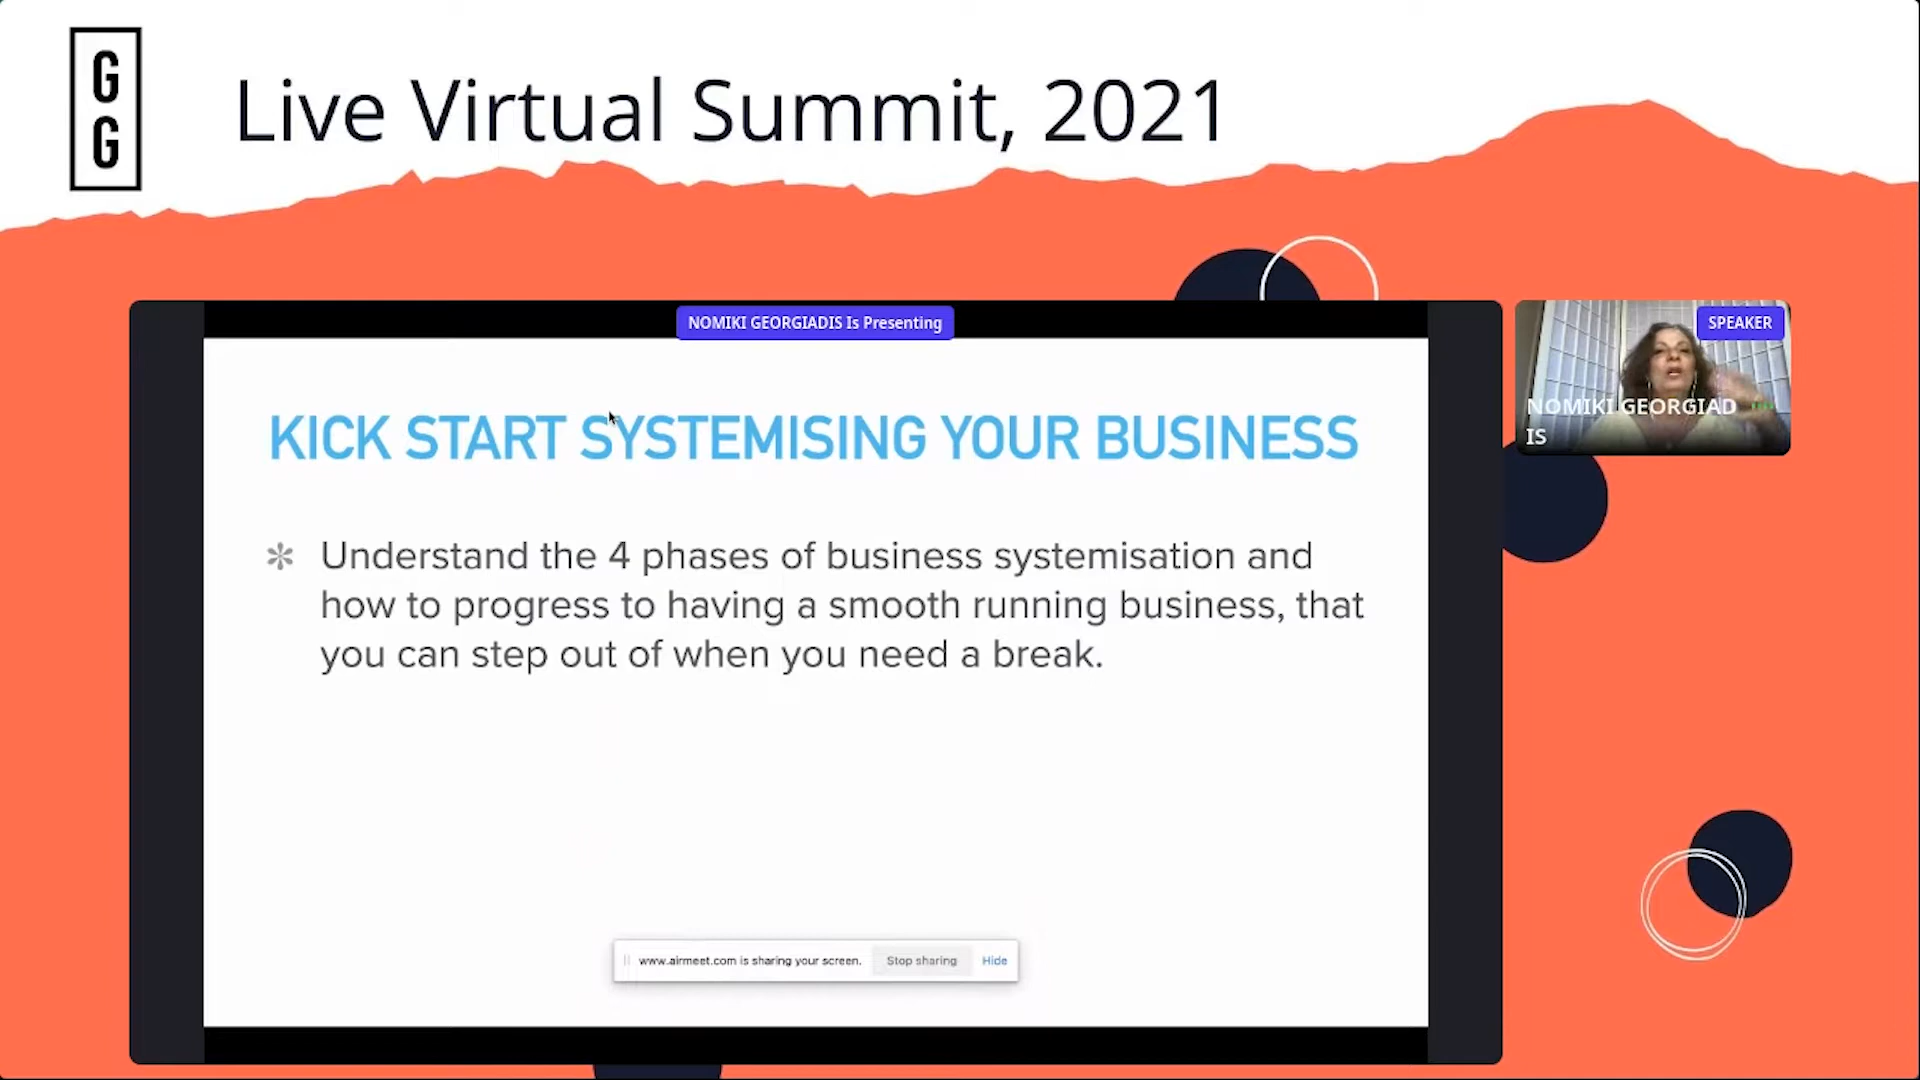 G
G
Live Virtual Summit, 2021
NOMIKI GEORGIADIS Is Presenting
SPEAKER
NOMIKI GEORGIAD
IS
KICK START SYSTEMISING YOUR BUSINESS
Understand the 4 phases of business systemisation and
how to progress to having a smooth running business, that
you can step out of when you need a break.
www.airmeet.com is sharing your screen. Stop sharing Hide